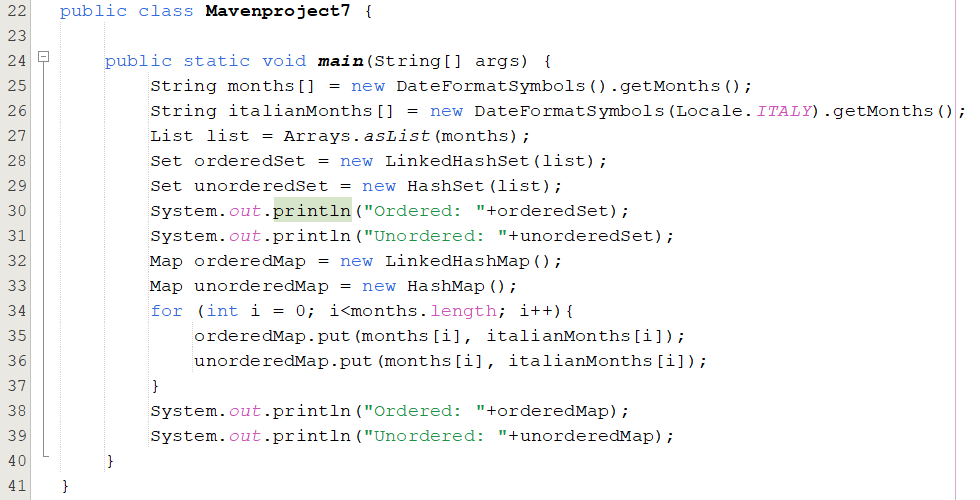 22 public class Mavenproject7 {
23
24 public static void main(String[] args) {
25 String months[] = new DateFormatSymbols().getMonths();
26 String italianMonths[] = new DateFormatSymbols(Locale.ITALY).getMonths();
27 List list = Arrays.asList(months);
28 Set orderedSet = new LinkedHashSet(list);
29 Set unorderedSet = new HashSet(list);
30 System.out.println("Ordered: "+orderedSet);
31 System.out.println("Unordered: "+unorderedSet);
32 Map orderedMap = new LinkedHashMap();
33 Map unorderedMap = new HashMap();
34 for (int i = 0; i<months.length; i++){
35 orderedMap.put(months[i], italianMonths[i]);
36 unorderedMap.put(months[i], italianMonths[i]);
37 }
38 System.out.println("Ordered: "+orderedMap);
39 System.out.println("Unordered: "+unorderedMap);
40 }
41 }